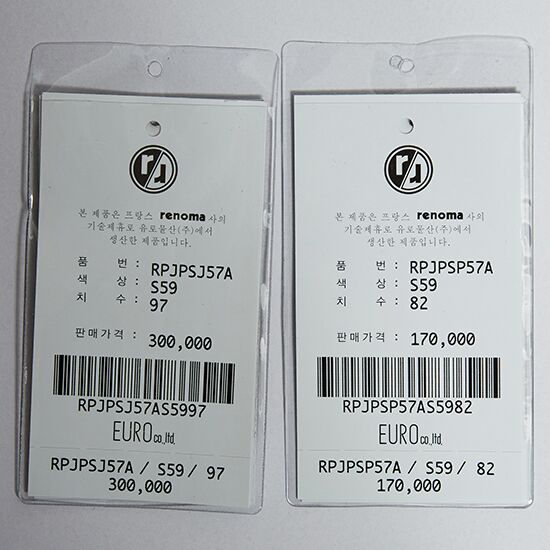 본 제품은 프랑스 renoma 사의
기술제휴로 유로물산(주)에서
생산한 제품입니다.
품 번 : RPJPSJ57A
색 상 : S59
치 수 : 97
판매가격 : 300,000
RPJPSJ57AS5997
EURO co.,ltd.
RPJPSJ57A / S59 / 97
300,000
본 제품은 프랑스 renoma 사의
기술제휴로 유로물산(주)에서
생산한 제품입니다.
품 번 : RPJPSP57A
색 상 : S59
치 수 : 82
판매가격 : 170,000
RPJPSP57AS5982
EURO co.,ltd.
RPJPSP57A / S59 / 82
170,000